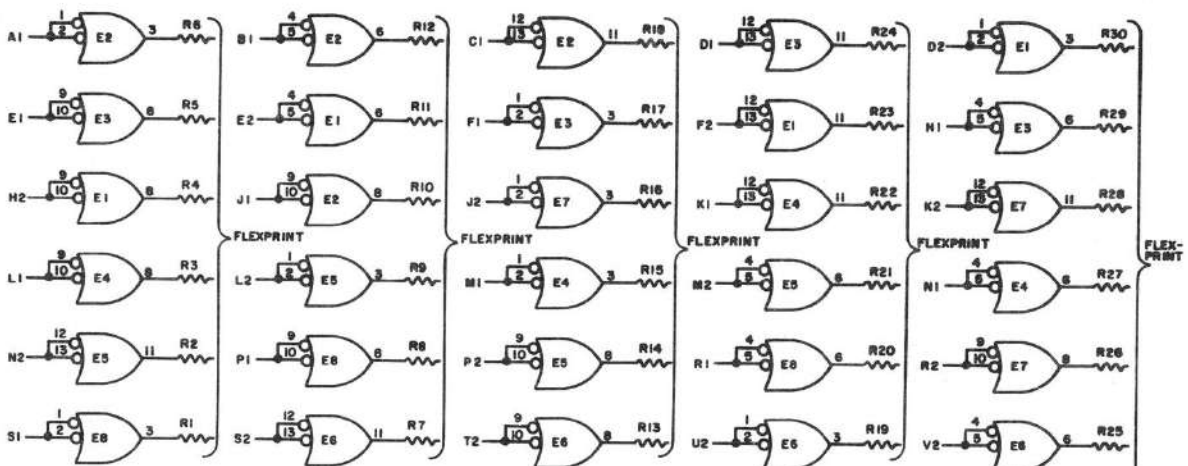 A1 1 2 E2 3 R6 B1 4 5 E2 6 R12 C1 12 13 E2 11 R18 D1 12 13 E3 11 R24 D2 1 2 E1 3 R30
E1 9 10 E3 8 R5 E2 4 5 E1 6 R11 F1 1 2 E3 3 R17 F2 12 13 E1 11 R23 H1 4 5 E3 6 R29
H2 9 10 E1 8 R4 J1 9 10 E2 8 R10 J2 1 2 E7 3 R16 K1 12 13 E4 11 R22 K2 12 13 E7 11 R28
FLEXPRINT FLEXPRINT FLEXPRINT FLEXPRINT FLEX-
PRINT
L1 9 10 E4 8 R3 L2 1 2 E5 3 R9 M1 1 2 E4 3 R15 M2 4 5 E5 6 R21 N1 4 5 E4 6 R27
N2 12 13 E5 11 R2 P1 9 10 E8 8 R8 P2 9 10 E5 8 R14 R1 4 5 E8 6 R20 R2 9 10 E7 8 R26
S1 1 2 E8 3 R1 S2 12 13 E6 11 R7 T2 9 10 E6 8 R13 U2 1 2 E6 3 R19 V2 4 5 E6 6 R25